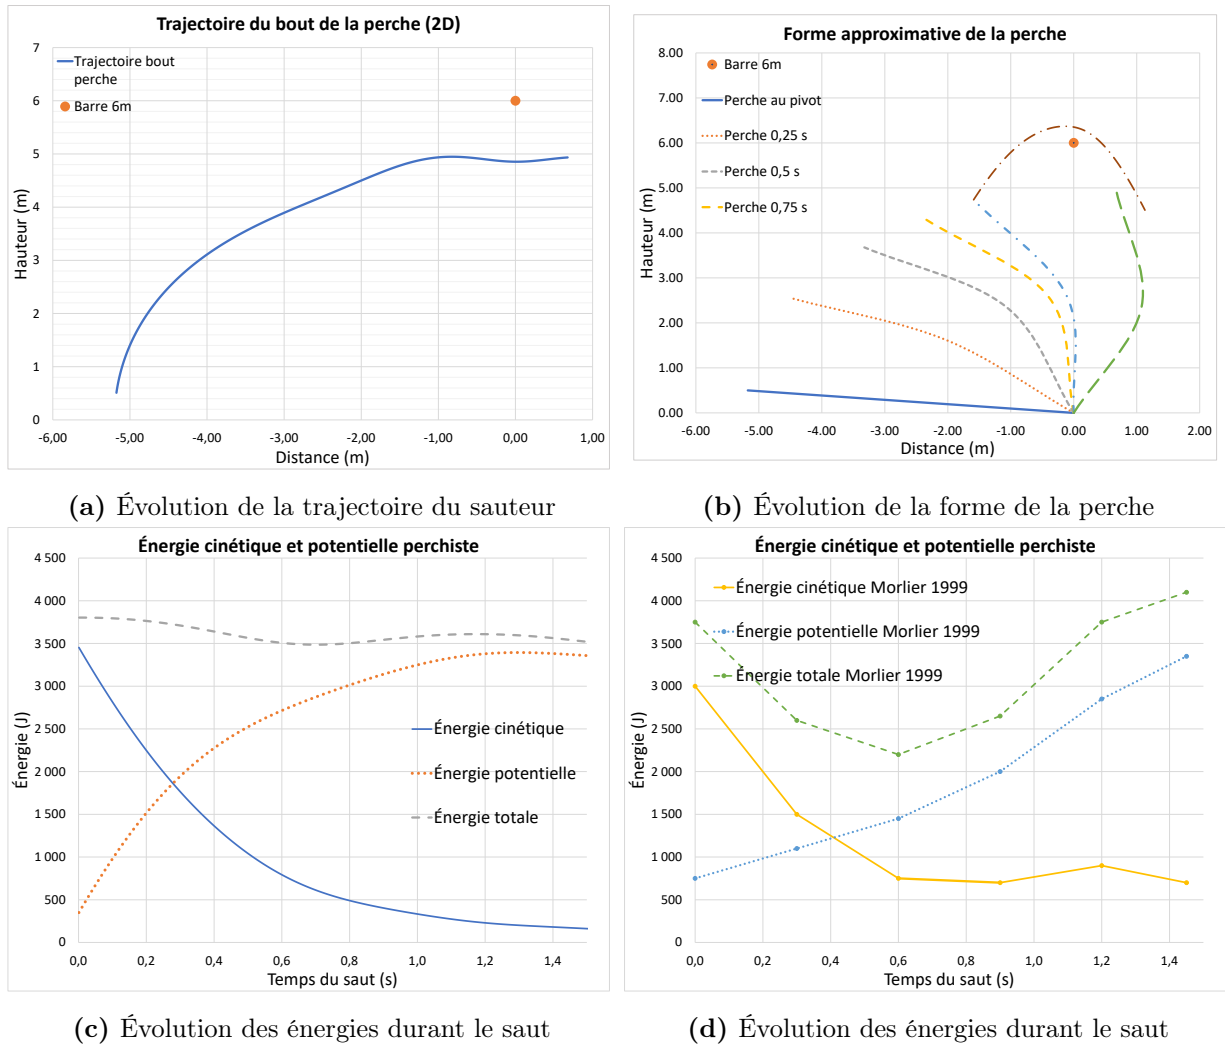 Trajectoire du bout de la perche (2D)
Hauteur (m)
7
6
5
4
3
2
1
0
Trajectoire bout
perche
Barre 6m
-6,00 -5,00 -4,00 -3,00 -2,00 -1,00 0,00 1,00
Distance (m)
(a) Évolution de la trajectoire du sauteur
Forme approximative de la perche
Hauteur (m)
8.00
7.00
6.00
5.00
4.00
3.00
2.00
1.00
0.00
Barre 6m
Perche au pivot
Perche 0,25 s
Perche 0,5 s
Perche 0,75 s
-6.00 -5.00 -4.00 -3.00 -2.00 -1.00 0.00 1.00 2.00
Distance (m)
(b) Évolution de la forme de la perche
Énergie cinétique et potentielle perchiste
Énergie (J)
4 500
4 000
3 500
3 000
2 500
2 000
1 500
1 000
500
0
Énergie cinétique
Énergie potentielle
Énergie totale
0,0 0,2 0,4 0,6 0,8 1,0 1,2 1,4
Temps du saut (s)
(c) Évolution des énergies durant le saut
Énergie cinétique et potentielle perchiste
Énergie (J)
4 500
4 000
3 500
3 000
2 500
2 000
1 500
1 000
500
0
Énergie cinétique Morlier 1999
Énergie potentielle Morlier 1999
Énergie totale Morlier 1999
0,0 0,2 0,4 0,6 0,8 1,0 1,2 1,4
Temps du saut (s)
(d) Évolution des énergies durant le saut